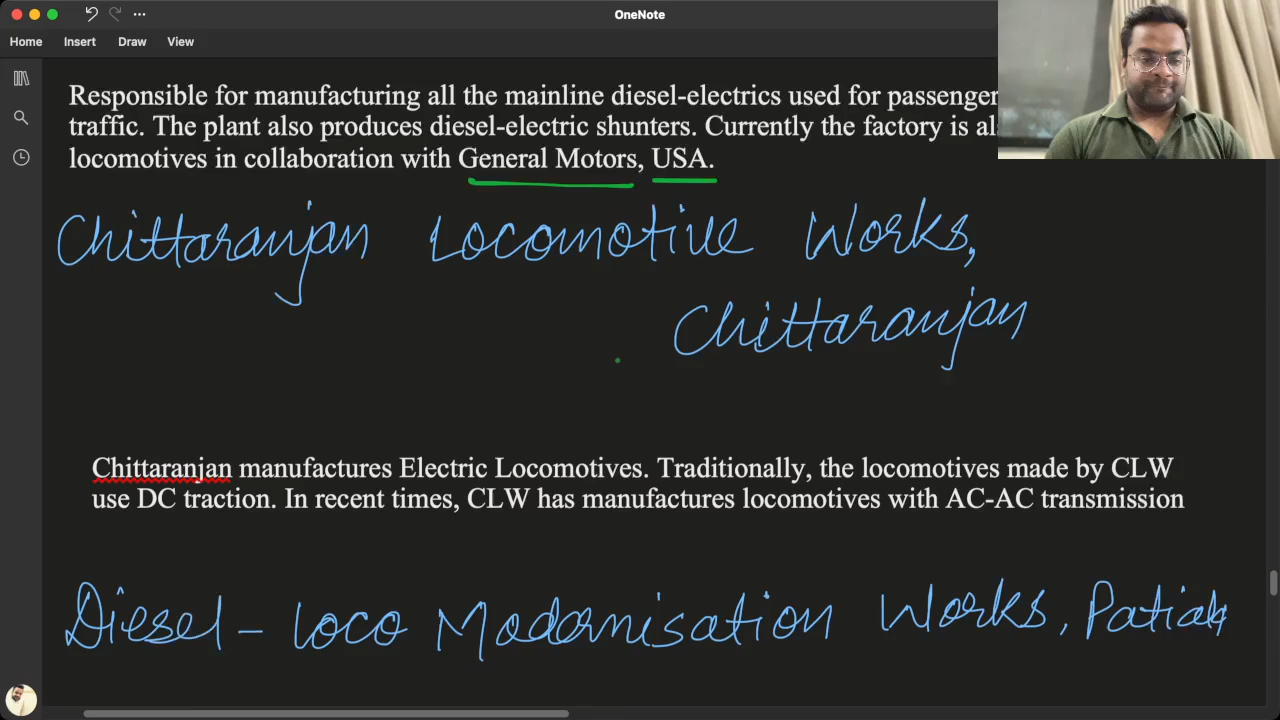 OneNote
Home Insert Draw View
Responsible for manufacturing all the mainline diesel-electrics used for passenger
traffic. The plant also produces diesel-electric shunters. Currently the factory is al
locomotives in collaboration with General Motors, USA.
Chittaranjan Locomotive Works,
Chittaranjan
Chittaranjan manufactures Electric Locomotives. Traditionally, the locomotives made by CLW
use DC traction. In recent times, CLW has manufactures locomotives with AC-AC transmission
Diesel - Loco Modernisation Works, Patiala